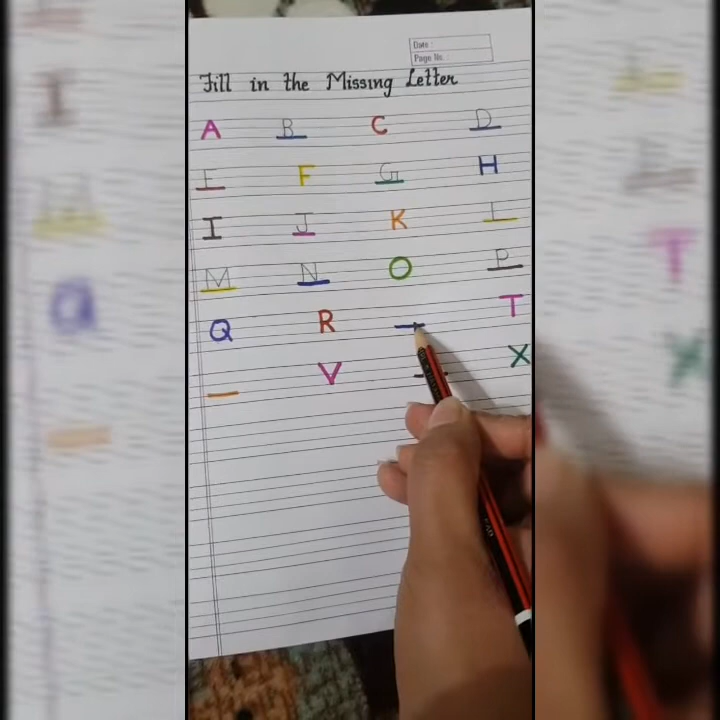 Date :
Page No.
Fill in the Missing Letter
A B C D
E F G H
I J K L
M N O P
Q R _ T
_ V _ X